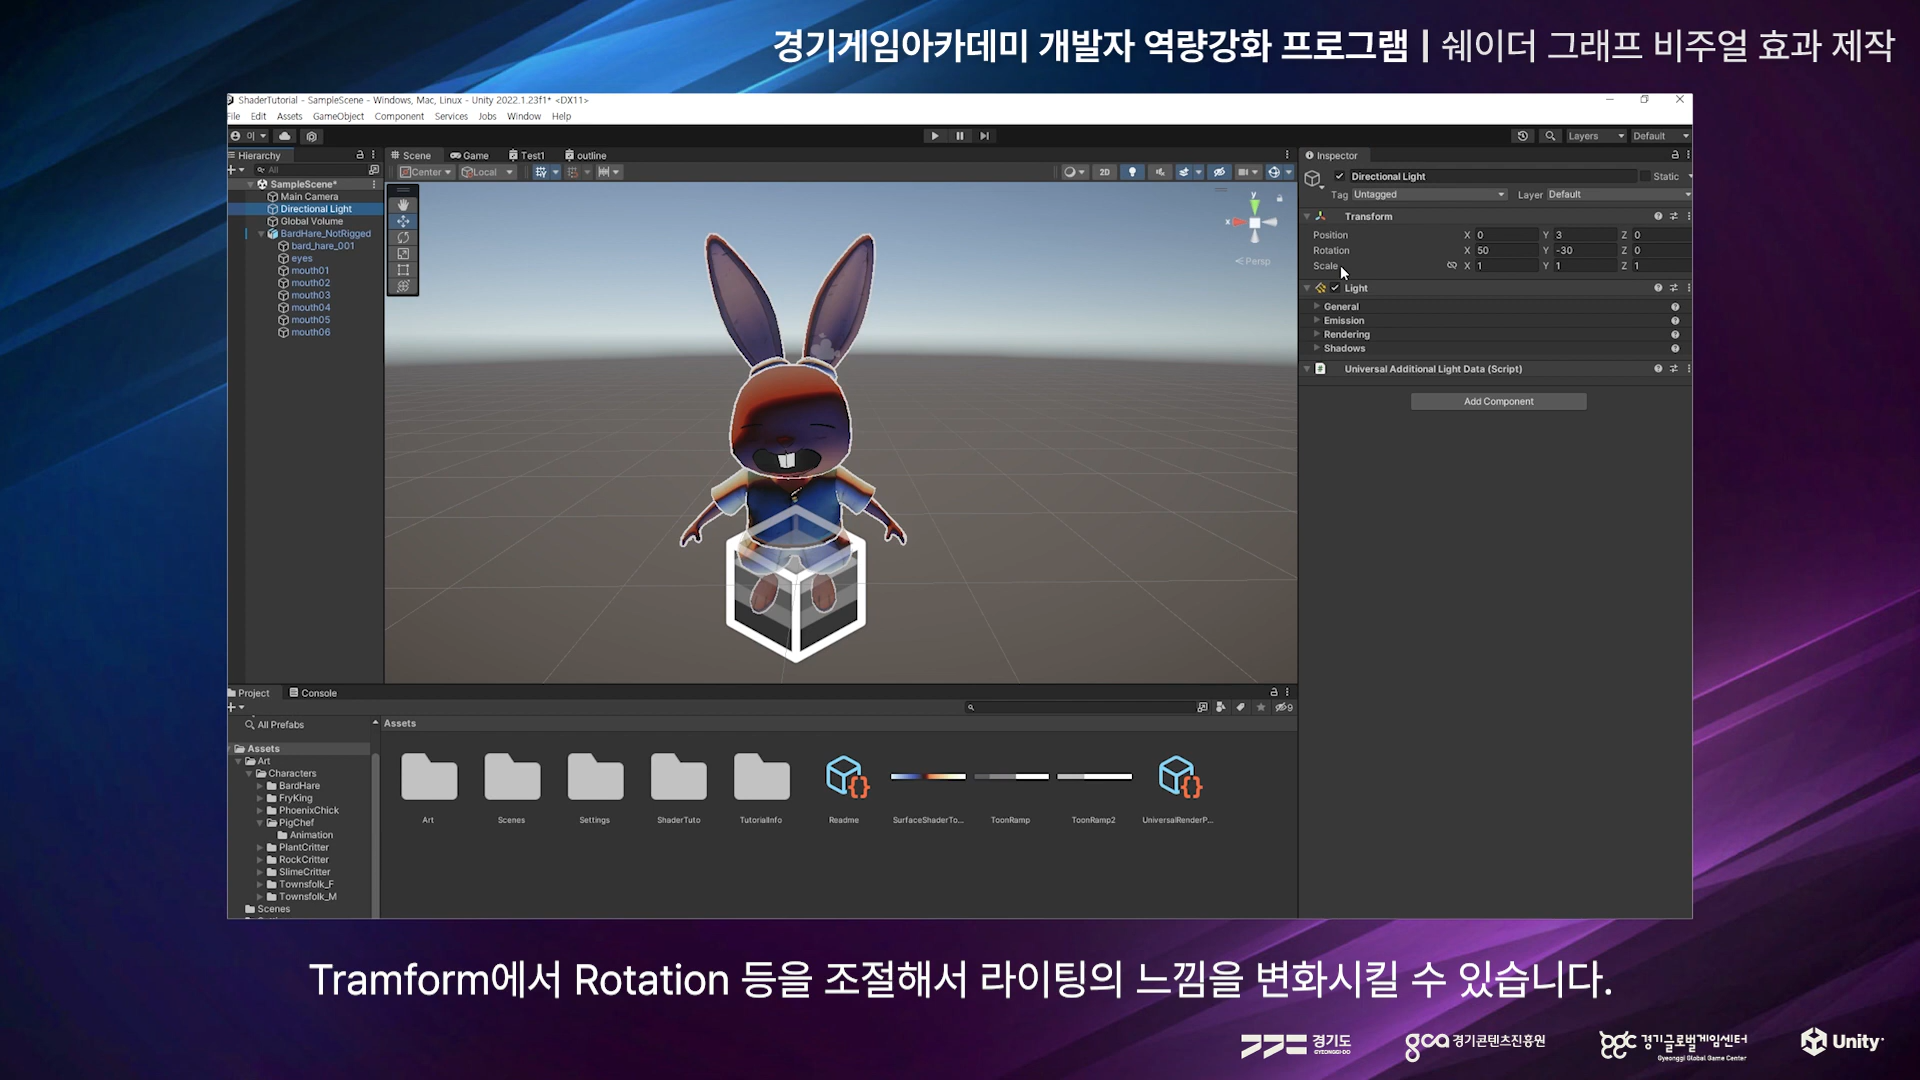 경기게임아카데미 개발자 역량강화 프로그램 | 쉐이더 그래프 비주얼 효과 제작
ShaderTutorial - SampleScene - Windows, Mac, Linux - Unity 2022.1.23f1* <DX11>
File Edit Assets GameObject Component Services Jobs Window Help
이 Layers Default
Hierarchy
All
SampleScene*
Main Camera
Directional Light
Global Volume
BardHare_NotRigged
bard_hare_001
eyes
mouth01
mouth02
mouth03
mouth04
mouth05
mouth06
Scene Game Test1 outline
Center Local 2D
y
x
Persp
Inspector
Directional Light Static
Tag Untagged Layer Default
Transform
Position X 0 Y 3 Z 0
Rotation X 50 Y -30 Z 0
Scale X 1 Y 1 Z 1
Light
General
Emission
Rendering
Shadows
Universal Additional Light Data (Script)
Add Component
Project Console
9
All Prefabs
Assets
Art
Characters
BardHare
FryKing
PhoenixChick
PigChef
Animation
PlantCritter
RockCritter
SlimeCritter
Townsfolk_F
Townsfolk_M
Scenes
Assets
Art Scenes Settings ShaderTuto TutorialInfo Readme SurfaceShaderTo... ToonRamp ToonRamp2 UniversalRenderP...
Tramform에서 Rotation 등을 조절해서 라이팅의 느낌을 변화시킬 수 있습니다.
경기도
GYEONGGI-DO
gca 경기콘텐츠진흥원
ggc 경기글로벌게임센터
Gyeonggi Global Game Center
Unity